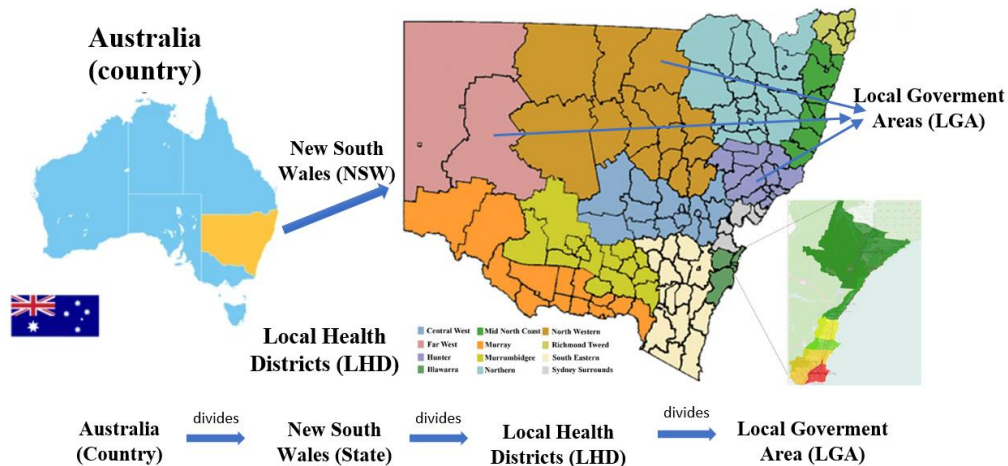 Australia
(country)
New South
Wales (NSW)
Local Goverment
Areas (LGA)
Local Health
Districts (LHD)
Central West
Mid North Coast
North Western
Far West
Murray
Richmond Tweed
Hunter
Murrumbidgee
South Eastern
Illawarra
Northern
Sydney Surrounds
divides
divides
divides
Australia
(Country)
New South
Wales (State)
Local Health
Districts (LHD)
Local Goverment
Area (LGA)